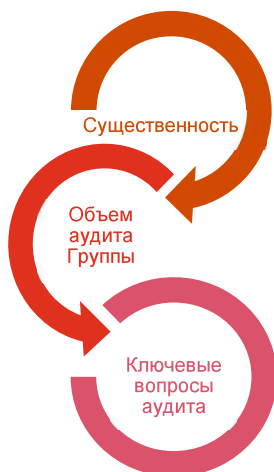 Существенность
Объем
аудита
Группы
Ключевые
вопросы
аудита